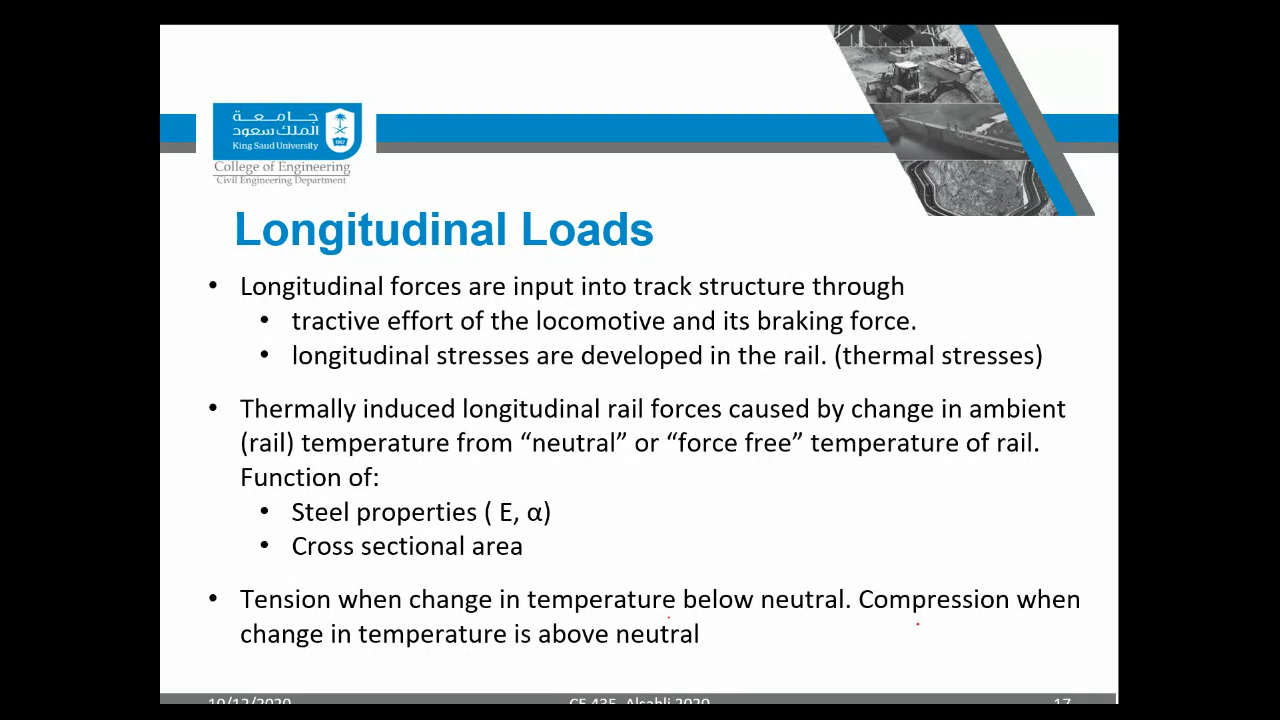 جامعة
الملك سعود
King Saud University
1957
College of Engineering
Civil Engineering Department
Longitudinal Loads
• Longitudinal forces are input into track structure through
• tractive effort of the locomotive and its braking force.
• longitudinal stresses are developed in the rail. (thermal stresses)
• Thermally induced longitudinal rail forces caused by change in ambient
(rail) temperature from “neutral” or “force free” temperature of rail.
Function of:
• Steel properties ( E, α)
• Cross sectional area
• Tension when change in temperature below neutral. Compression when
change in temperature is above neutral
10/12/2020
CE 435, Alsahli 2020
17